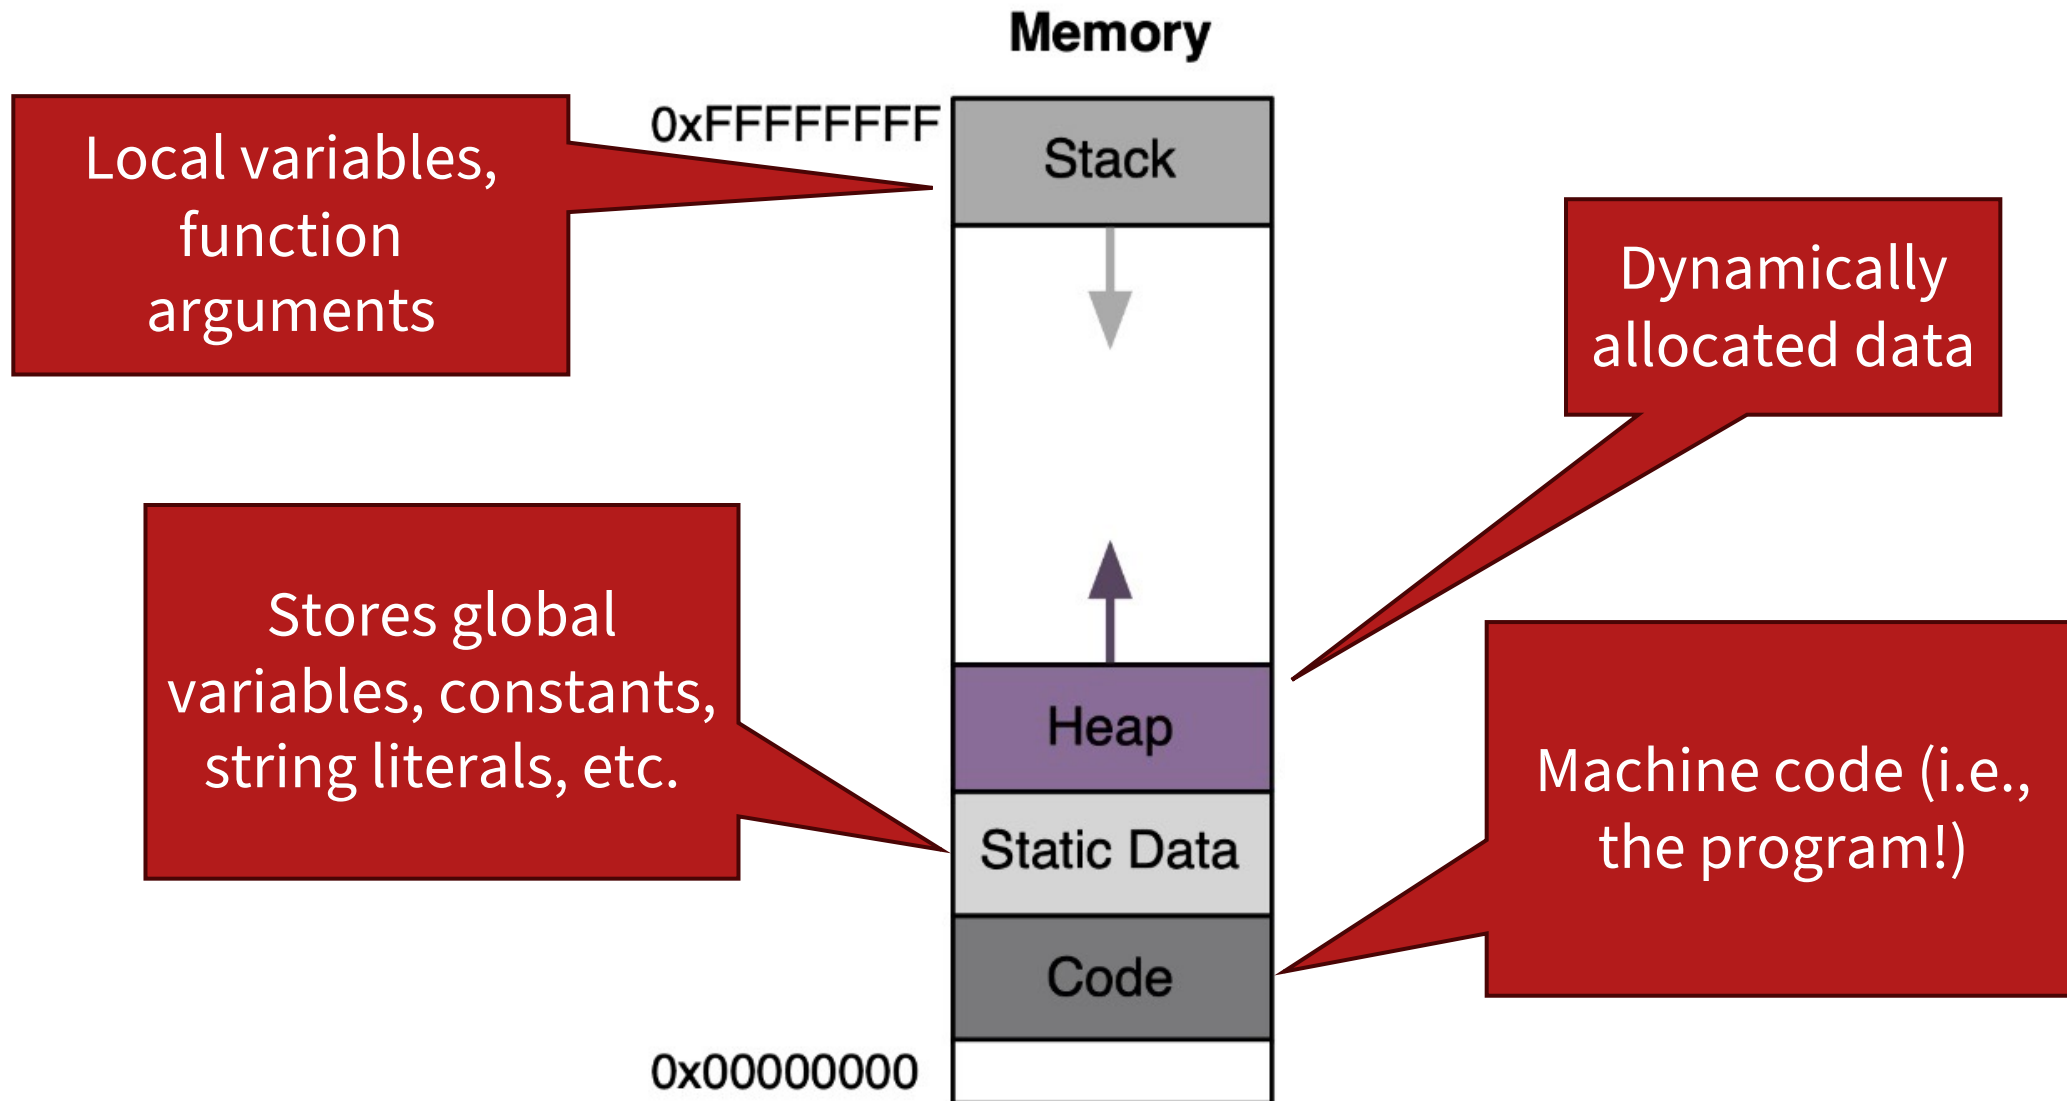 Memory
0xFFFFFFFF
Stack
Local variables,
function
arguments
Dynamically
allocated data
Stores global
variables, constants,
string literals, etc.
Heap
Machine code (i.e.,
the program!)
Static Data
Code
0x00000000